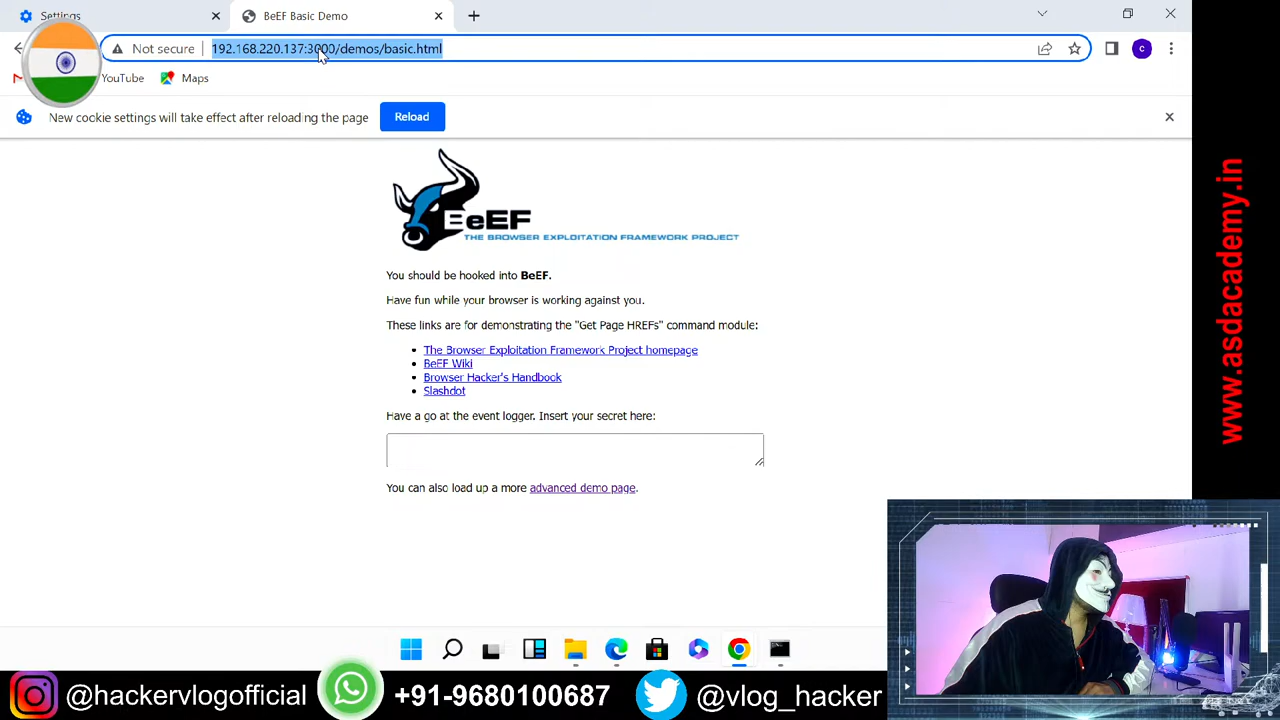 Settings
BeEF Basic Demo
Not secure
192.168.220.137:3000/demos/basic.html
c
YouTube
Maps
New cookie settings will take effect after reloading the page
Reload
BeEF
THE BROWSER EXPLOITATION FRAMEWORK PROJECT
You should be hooked into BeEF.
Have fun while your browser is working against you.
These links are for demonstrating the "Get Page HREFs" command module:
The Browser Exploitation Framework Project homepage
BeEF Wiki
Browser Hacker's Handbook
Slashdot
Have a go at the event logger. Insert your secret here:
You can also load up a more advanced demo page.
www.asdacademy.in
@hackervlogofficial
+91-9680100687
@vlog_hacker